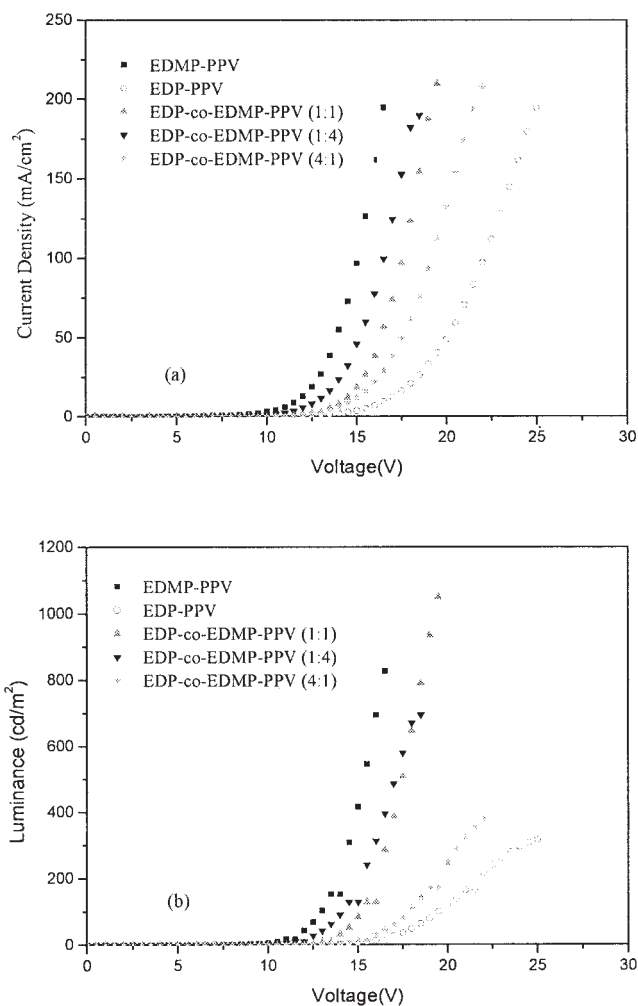 250
200
150
100
50
0
Current Density (mA/cm²)
EDMP-PPV
EDP-PPV
EDP-co-EDMP-PPV (1:1)
EDP-co-EDMP-PPV (1:4)
EDP-co-EDMP-PPV (4:1)
(a)
0 5 10 15 20 25 30
Voltage(V)
1200
1000
800
600
400
200
0
Luminance (cd/m²)
EDMP-PPV
EDP-PPV
EDP-co-EDMP-PPV (1:1)
EDP-co-EDMP-PPV (1:4)
EDP-co-EDMP-PPV (4:1)
(b)
0 5 10 15 20 25 30
Voltage(V)